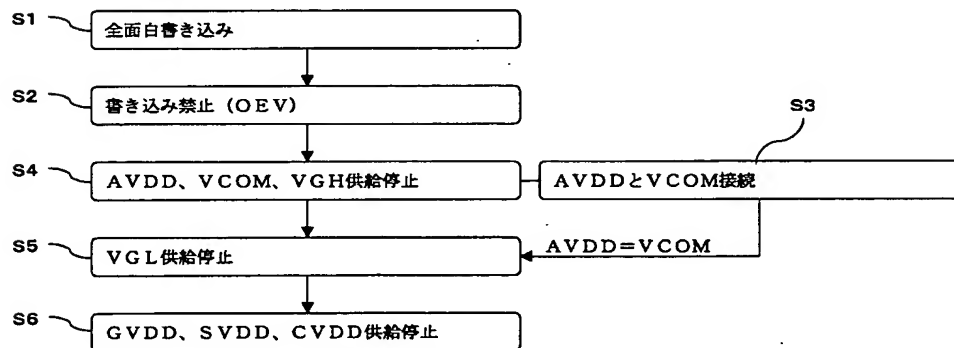 S1
全面白書き込み
S2
書き込み禁止（OEV）
S3
S4
AVDD、VCOM、VGH供給停止
AVDDとVCOM接続
S5
VGL供給停止
AVDD＝VCOM
S6
GVDD、SVDD、CVDD供給停止